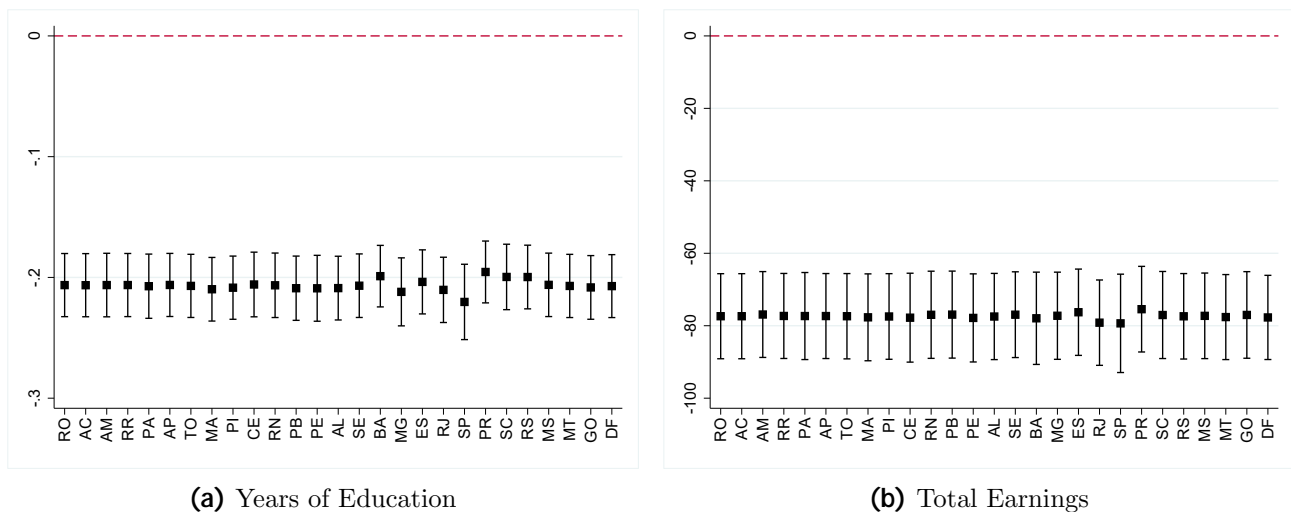 0
-.1
-.2
-.3
RO AC AM RR PA AP TO MA PI CE RN PB PE AL SE BA MG ES RJ SP PR SC RS MS MT GO DF
(a) Years of Education
0
-20
-40
-60
-80
-100
RO AC AM RR PA AP TO MA PI CE RN PB PE AL SE BA MG ES RJ SP PR SC RS MS MT GO DF
(b) Total Earnings